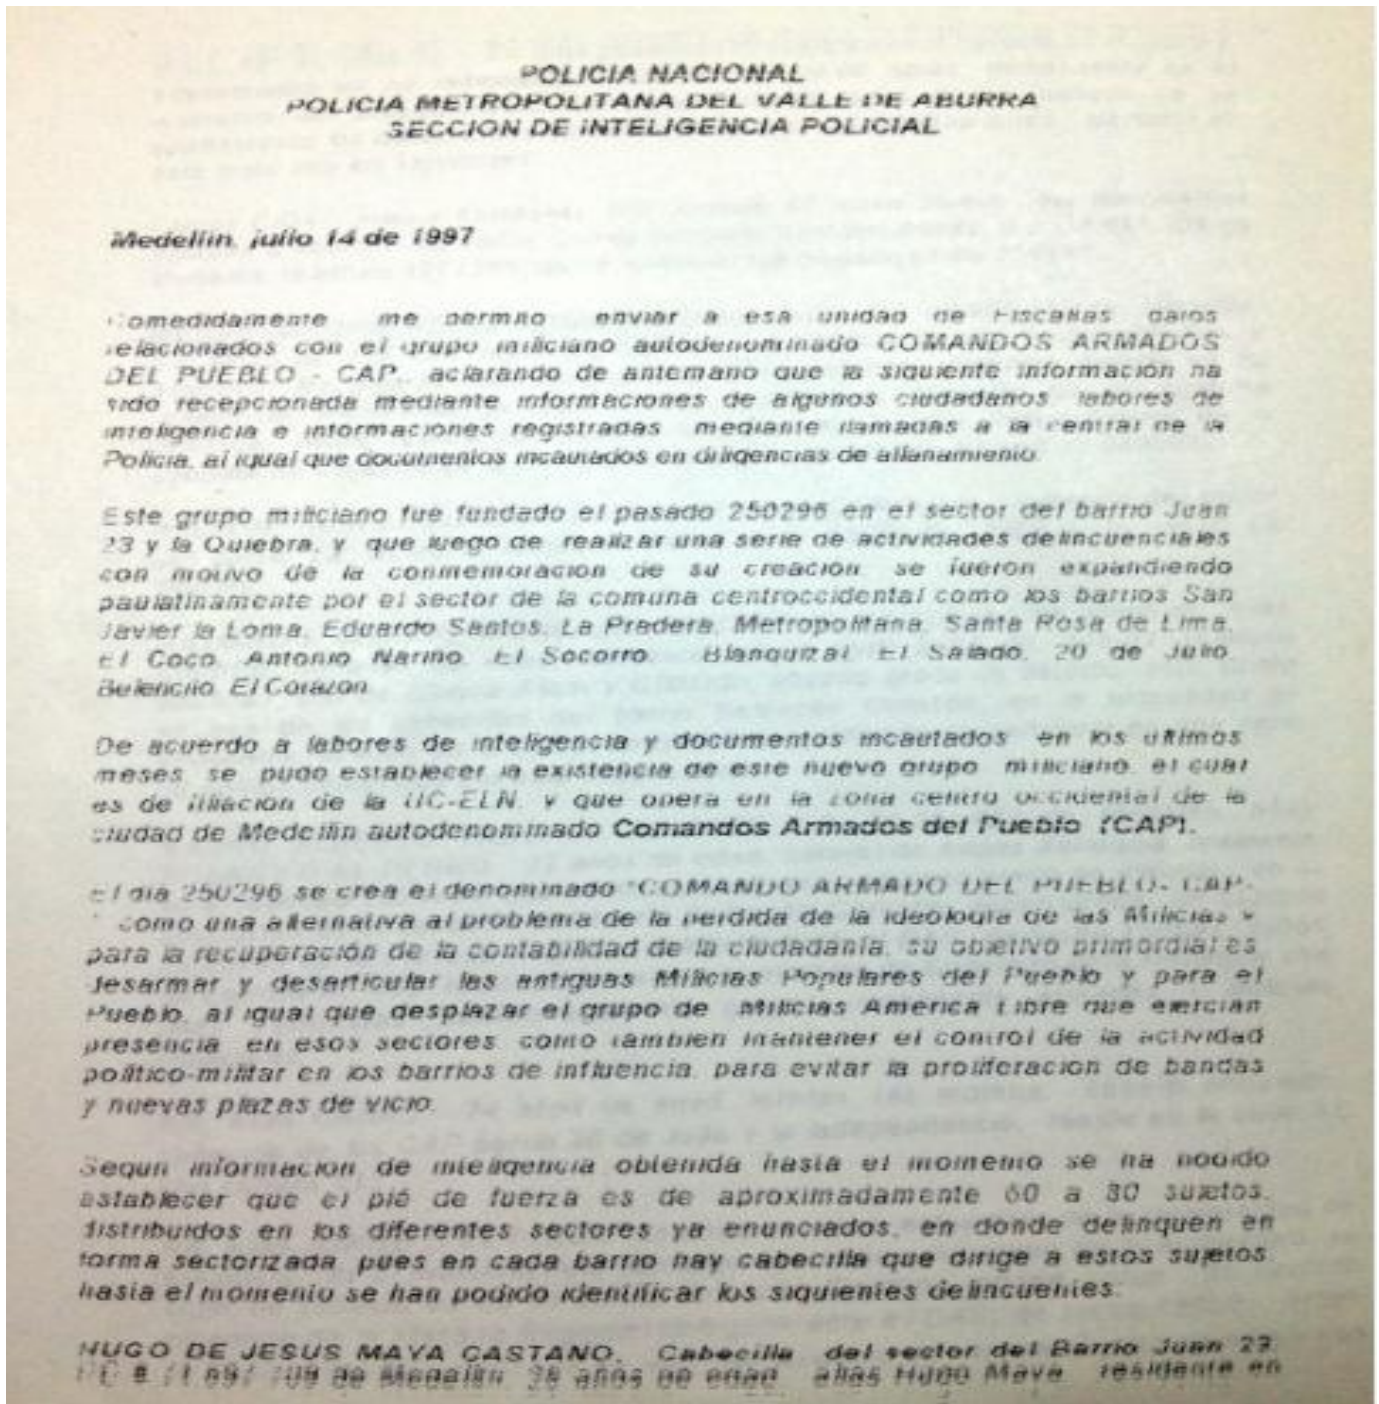 POLICIA NACIONAL
POLICIA METROPOLITANA DEL VALLE DE ABURRA
SECCION DE INTELIGENCIA POLICIAL
Medellín, julio 14 de 1997
Comedidamente me permito enviar a esa unidad de Fiscalías datos
relacionados con el grupo miliciano autodenominado COMANDOS ARMADOS
DEL PUEBLO - CAP., aclarando de antemano que la siguiente información ha
sido recepcionada mediante informaciones de algunos ciudadanos labores de
inteligencia e informaciones registradas mediante llamadas a la central de la
Policía, al igual que documentos incautados en diligencias de allanamiento.
Este grupo miliciano fue fundado el pasado 250296 en el sector del barrio Juan
23 y la Quiebra, y que luego de realizar una serie de actividades delincuenciales
con motivo de la conmemoración de su creación se fueron expandiendo
paulatinamente por el sector de la comuna centroccidental como los barrios San
Javier la Loma, Eduardo Santos, La Pradera, Metropolitana, Santa Rosa de Lima,
El Coco, Antonio Nariño, El Socorro, Blanquizal, El Salado, 20 de Julio,
Belencito, El Corazón.
De acuerdo a labores de inteligencia y documentos incautados en los últimos
meses se pudo establecer la existencia de este nuevo grupo miliciano, el cual
es de filiación de la UC-ELN, y que opera en la zona centro occidental de la
ciudad de Medellín autodenominado Comandos Armados del Pueblo (CAP).
El día 250296 se crea el denominado "COMANDO ARMADO DEL PUEBLO- CAP-
" como una alternativa al problema de la perdida de la ideología de las Milicias y
para la recuperación de la contabilidad de la ciudadanía, su objetivo primordial es
desarmar y desarticular las antiguas Milicias Populares del Pueblo y para el
Pueblo, al igual que desplazar el grupo de Milicias America Libre que ejercían
presencia en esos sectores, como también mantener el control de la actividad
político-militar en los barrios de influencia, para evitar la proliferación de bandas
y nuevas plazas de vicio.
Según información de inteligencia obtenida hasta el momento se ha podido
establecer que el pié de fuerza es de aproximadamente 60 a 80 sujetos,
distribuidos en los diferentes sectores ya enunciados, en donde delinquen en
forma sectorizada pues en cada barrio hay cabecilla que dirige a estos sujetos
hasta el momento se han podido identificar los siguientes delincuentes:
HUGO DE JESUS MAYA CASTAÑO, Cabecilla del sector del Barrio Juan 23,
de Medellín, 38 años de edad, alias Hugo Maya, residente en